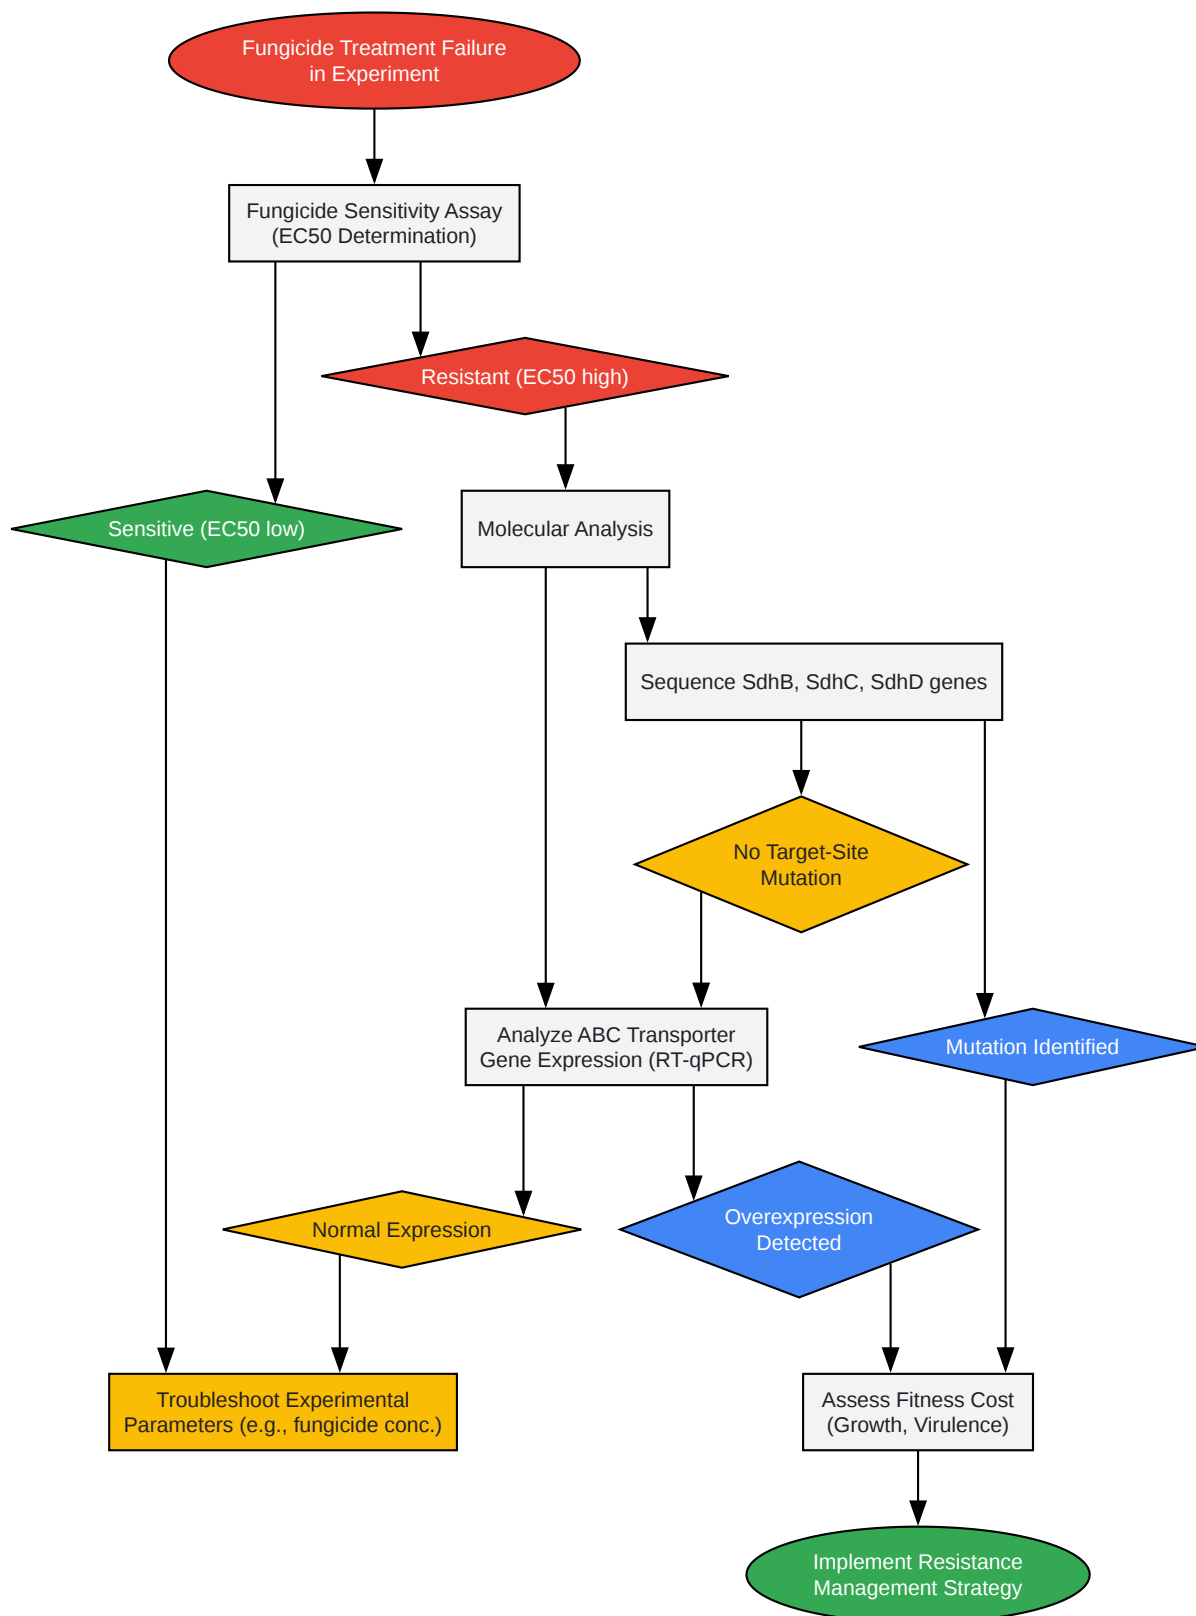 Fungicide Treatment Failure
in Experiment
Fungicide Sensitivity Assay
(EC50 Determination)
Resistant (EC50 high)
Sensitive (EC50 low)
Molecular Analysis
Sequence SdhB, SdhC, SdhD genes
No Target-Site
Mutation
Analyze ABC Transporter
Gene Expression (RT-qPCR)
Mutation Identified
Normal Expression
Overexpression
Detected
Troubleshoot Experimental
Parameters (e.g., fungicide conc.)
Assess Fitness Cost
(Growth, Virulence)
Implement Resistance
Management Strategy